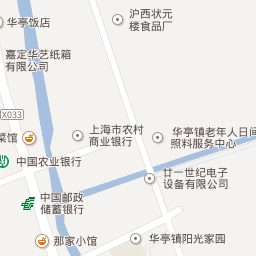 华亭饭店
沪西状元
楼食品厂
嘉定华艺纸箱
有限公司
X033
菜馆
上海市农村
商业银行
华亭镇老年人日间
照料服务中心
中国农业银行
廿一世纪电子
设备有限公司
中国邮政
储蓄银行
那家小馆
华亭镇阳光家园